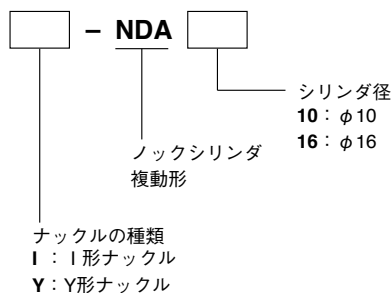 – NDA
シリンダ径
10：φ10
16：φ16
ノックシリンダ
複動形
ナックルの種類
I ：I 形ナックル
Y：Y形ナックル